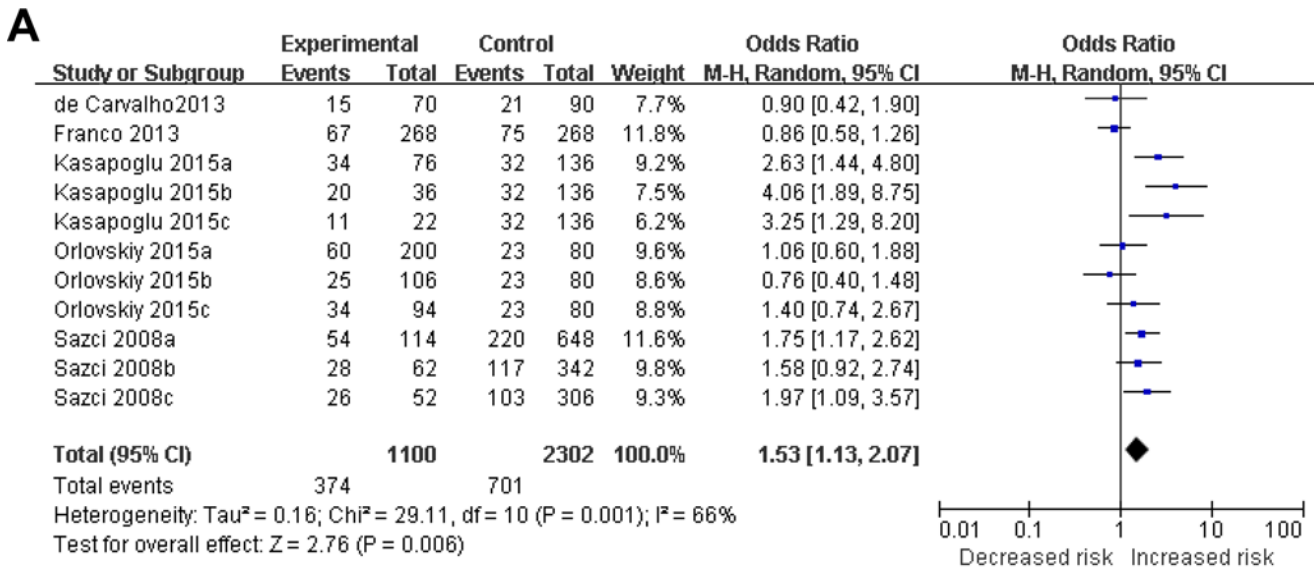 A
Experimental Control Odds Ratio Odds Ratio
Study or Subgroup Events Total Events Total Weight M-H, Random, 95% CI M-H, Random, 95% CI
de Carvalho2013 15 70 21 90 7.7% 0.90 [0.42, 1.90]
Franco 2013 67 268 75 268 11.8% 0.86 [0.58, 1.26]
Kasapoglu 2015a 34 76 32 136 9.2% 2.63 [1.44, 4.80]
Kasapoglu 2015b 20 36 32 136 7.5% 4.06 [1.89, 8.75]
Kasapoglu 2015c 11 22 32 136 6.2% 3.25 [1.29, 8.20]
Orlovskiy 2015a 60 200 23 80 9.6% 1.06 [0.60, 1.88]
Orlovskiy 2015b 25 106 23 80 8.6% 0.76 [0.40, 1.48]
Orlovskiy 2015c 34 94 23 80 8.8% 1.40 [0.74, 2.67]
Sazci 2008a 54 114 220 648 11.6% 1.75 [1.17, 2.62]
Sazci 2008b 28 62 117 342 9.8% 1.58 [0.92, 2.74]
Sazci 2008c 26 52 103 306 9.3% 1.97 [1.09, 3.57]
Total (95% CI) 1100 2302 100.0% 1.53 [1.13, 2.07]
Total events 374 701
Heterogeneity: Tau² = 0.16; Chi² = 29.11, df = 10 (P = 0.001); I² = 66%
Test for overall effect: Z = 2.76 (P = 0.006)
0.01 0.1 1 10 100
Decreased risk Increased risk